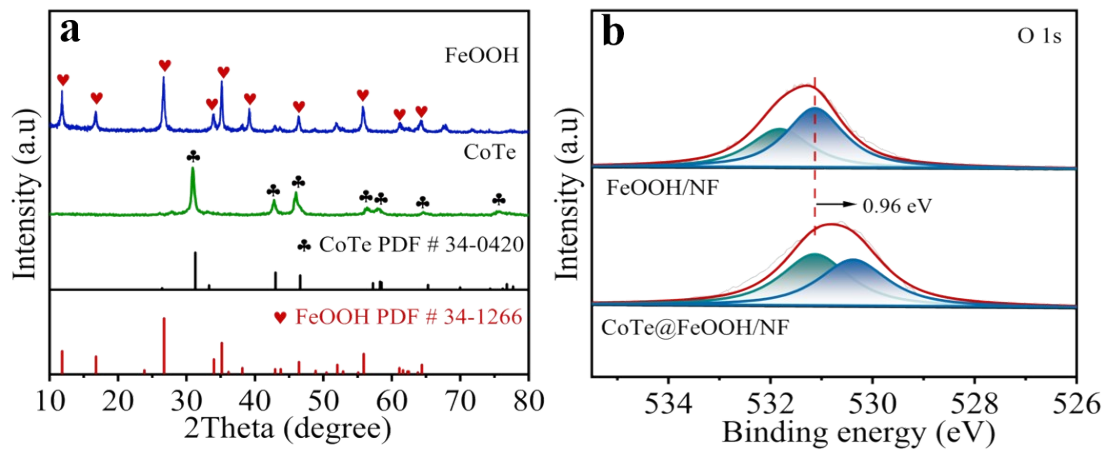 a
FeOOH
CoTe
CoTe PDF # 34-0420
FeOOH PDF # 34-1266
Intensity (a.u)
10 20 30 40 50 60 70 80
2Theta (degree)
b
O 1s
FeOOH/NF
0.96 eV
CoTe@FeOOH/NF
Intensity (a.u)
534 532 530 528 526
Binding energy (eV)